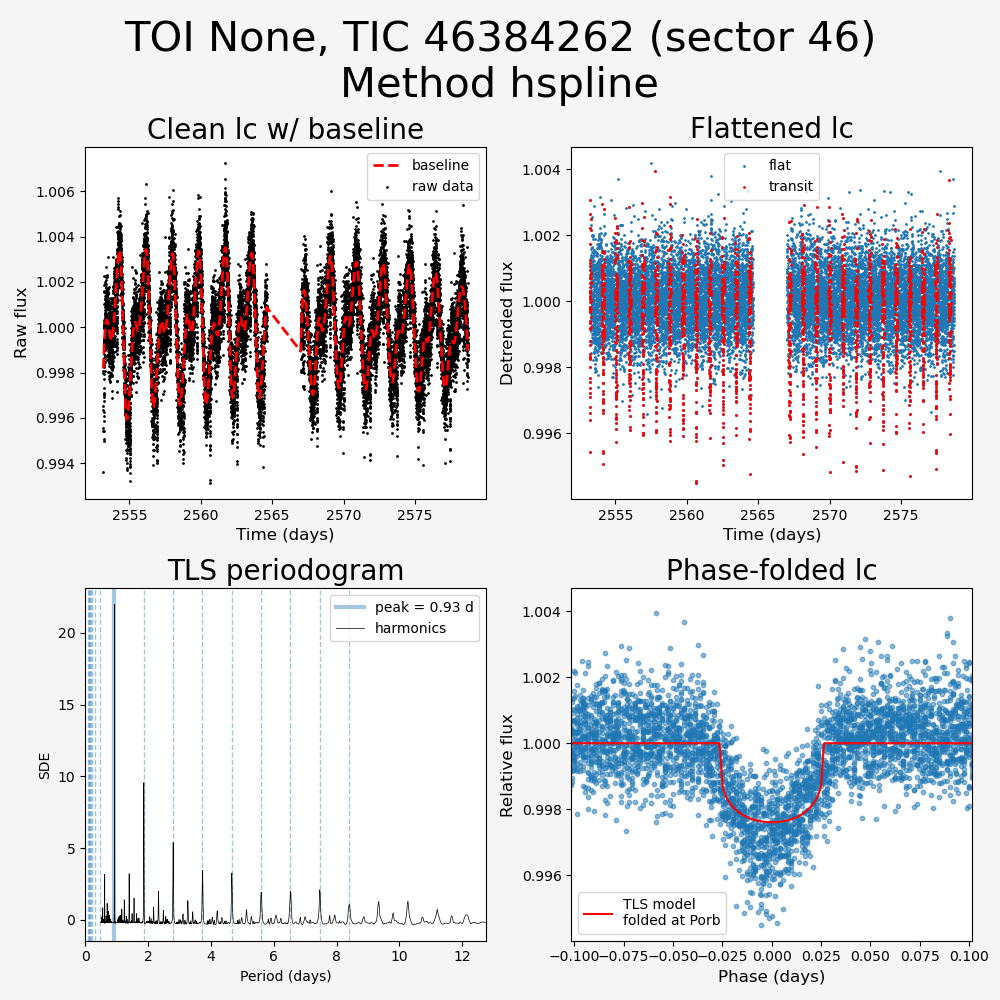 TOI None, TIC 46384262 (sector 46)
Method hspline
Clean lc w/ baseline
Flattened lc
baseline
raw data
flat
transit
Raw flux
1.006
1.004
1.002
1.000
0.998
0.996
0.994
2555 2560 2565 2570 2575
Time (days)
Detrended flux
1.004
1.002
1.000
0.998
0.996
2555 2560 2565 2570 2575
Time (days)
TLS periodogram
Phase-folded lc
peak = 0.93 d
harmonics
SDE
20
15
10
5
0
0 2 4 6 8 10 12
Period (days)
Relative flux
1.004
1.002
1.000
0.998
0.996
TLS model
folded at Porb
−0.100 −0.075 −0.050 −0.025 0.000 0.025 0.050 0.075 0.100
Phase (days)